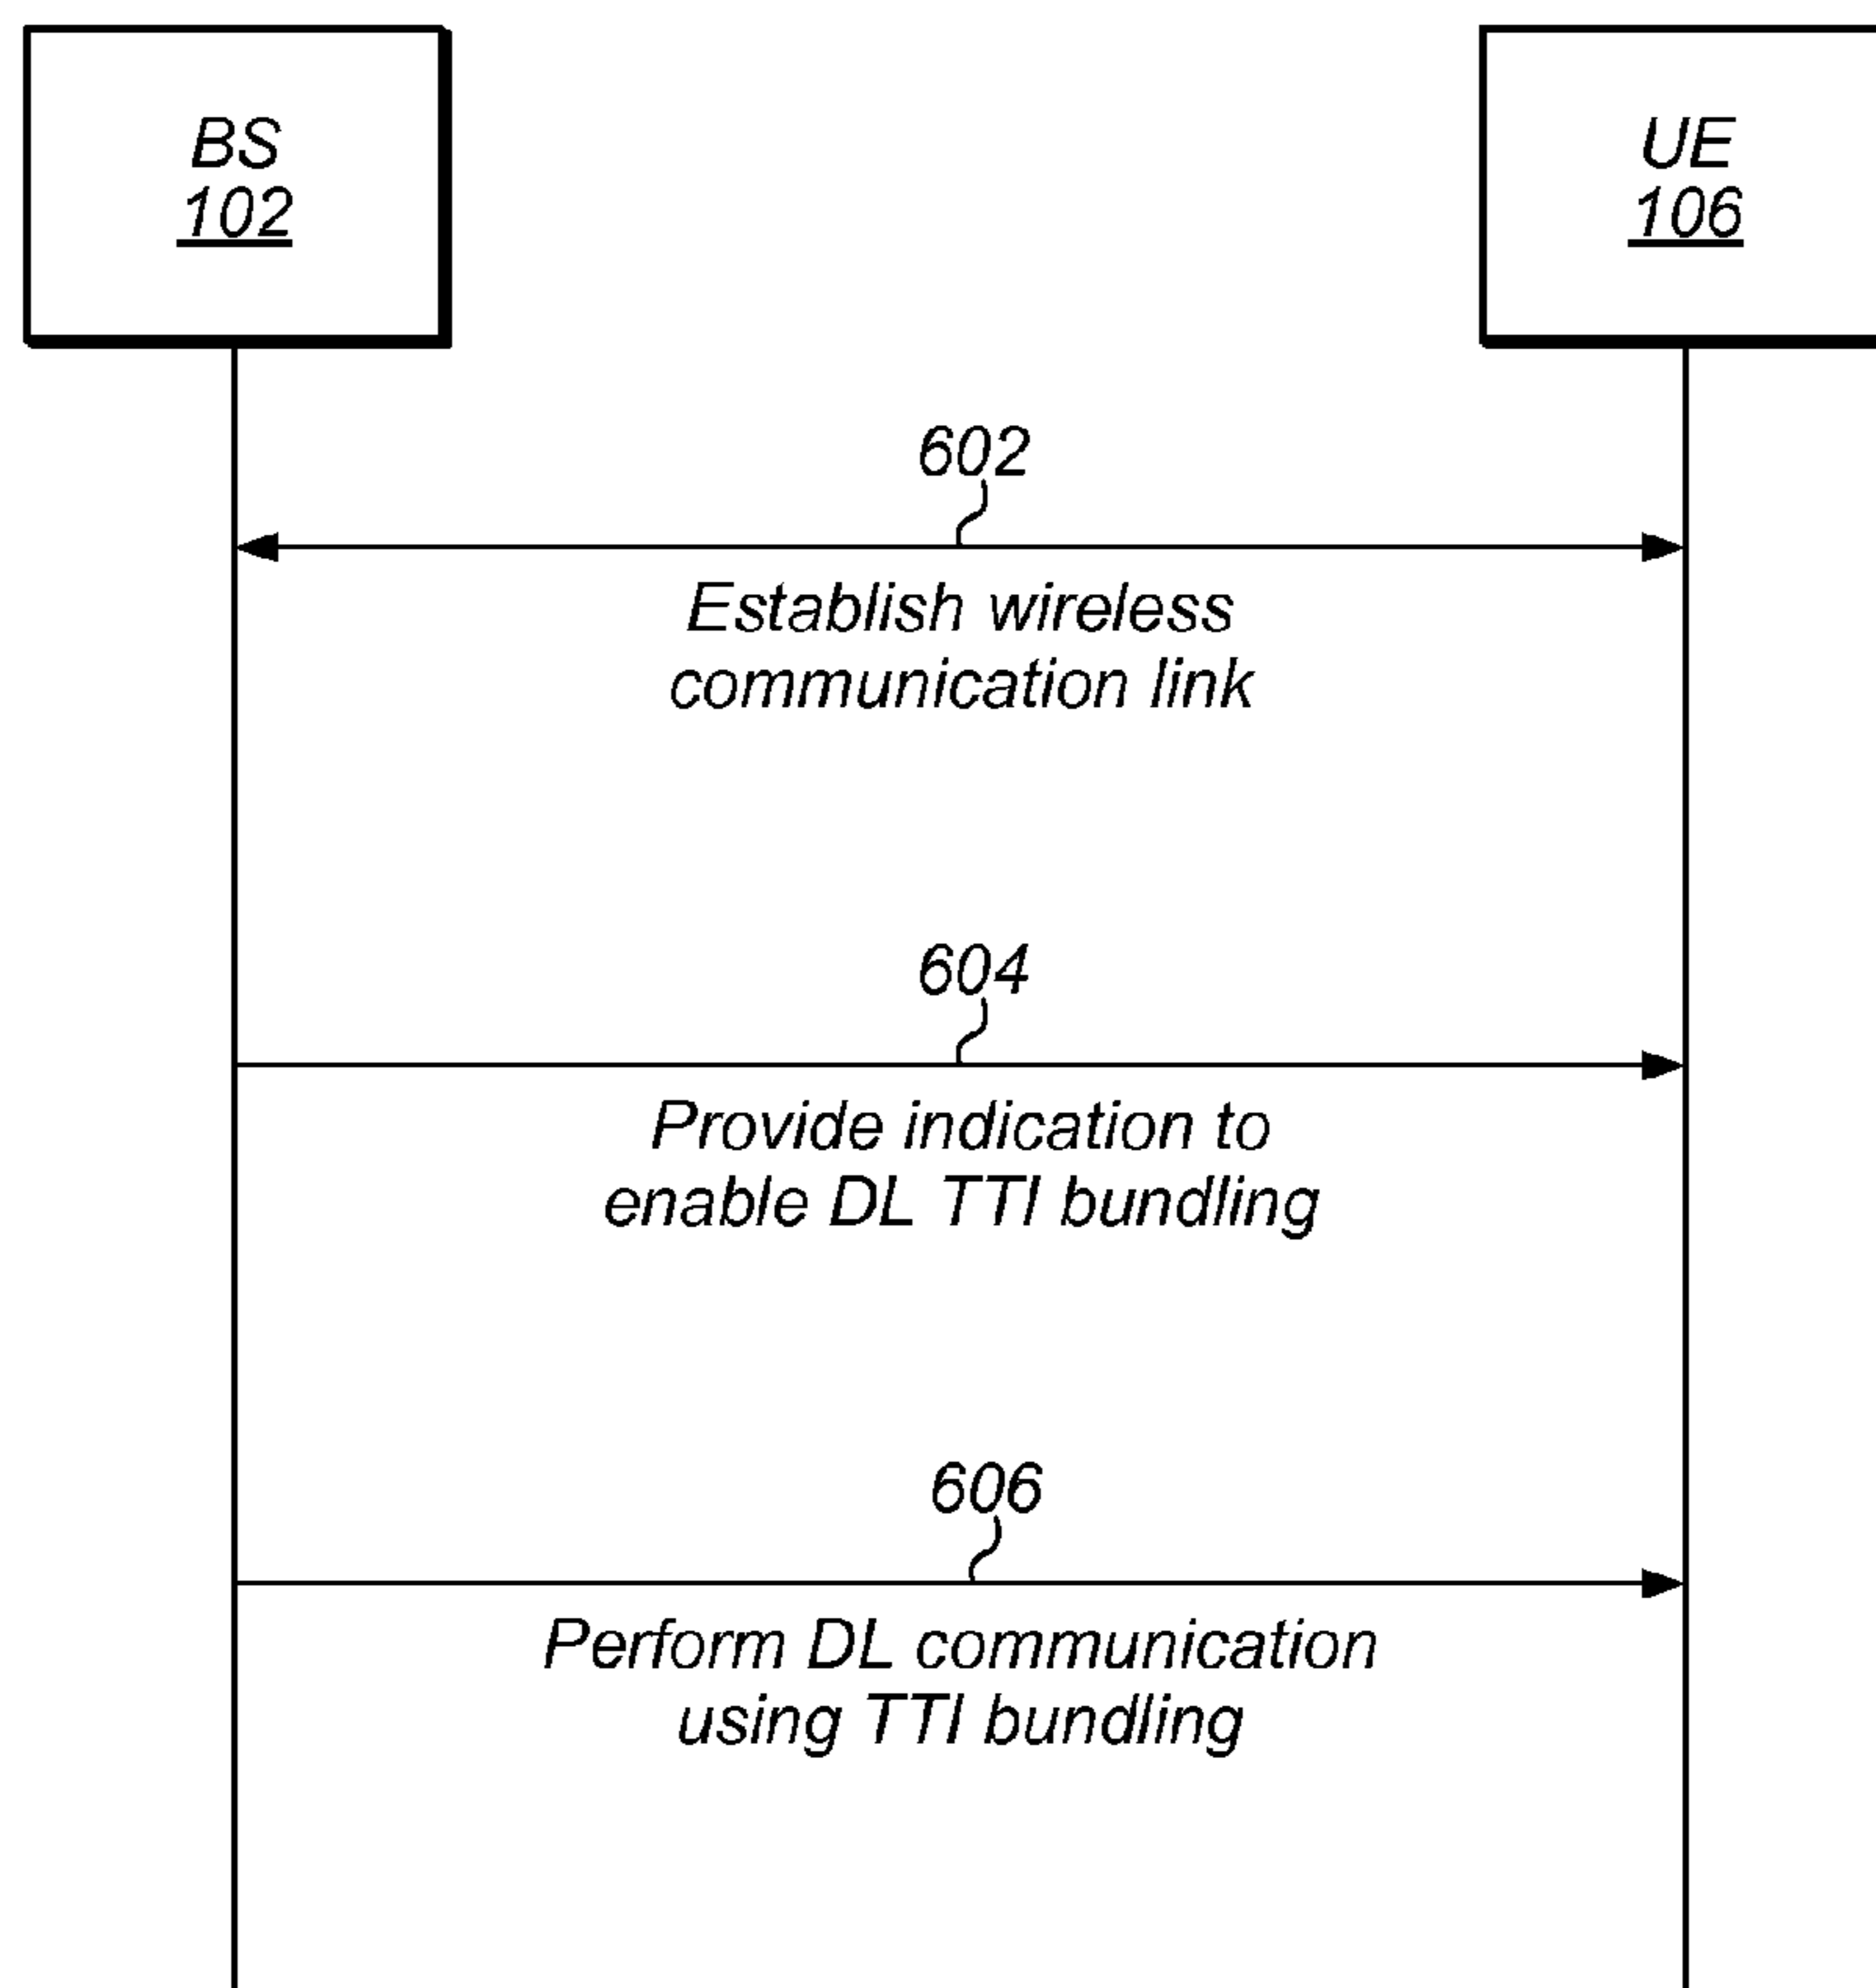 BS
102
UE
106
602
Establish wireless
communication link
604
Provide indication to
enable DL TTI bundling
606
Perform DL communication
using TTI bundling